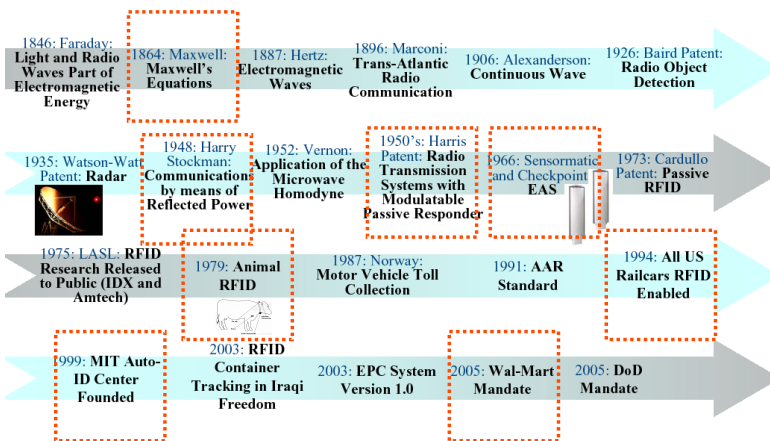 1846: Faraday:
Light and Radio
Waves Part of
Electromagnetic
Energy
1864: Maxwell:
Maxwell's
Equations
1887: Hertz:
Electromagnetic
Waves
1896: Marconi:
Trans-Atlantic
Radio
Communication
1906: Alexanderson:
Continuous Wave
1926: Baird Patent:
Radio Object
Detection
1935: Watson-Watt
Patent: Radar
1948: Harry
Stockman:
Communication
by means of
Reflected Power
1952: Vernon:
Application of the
Microwave
Homodyne
1950's: Harris
Patent: Radio
Transmission
Systems with
Modulatable
Passive Responder
1966: Sensormatic
and Checkpoint
EAS
1973: Cardullo
Patent: Passive
RFID
1975: LASL: RFID
Research Released
to Public (IDX and
Amtech)
1979: Animal
RFID
1987: Norway:
Motor Vehicle Toll
Collection
1991: AAR
Standard
1994: All US
Railcars RFID
Enabled
1999: MIT Auto-
ID Center
Founded
2003: RFID
Container
Tracking in Iraqi
Freedom
2003: EPC System
Version 1.0
2005: Wal-Mart
Mandate
2005: DoD
Mandate